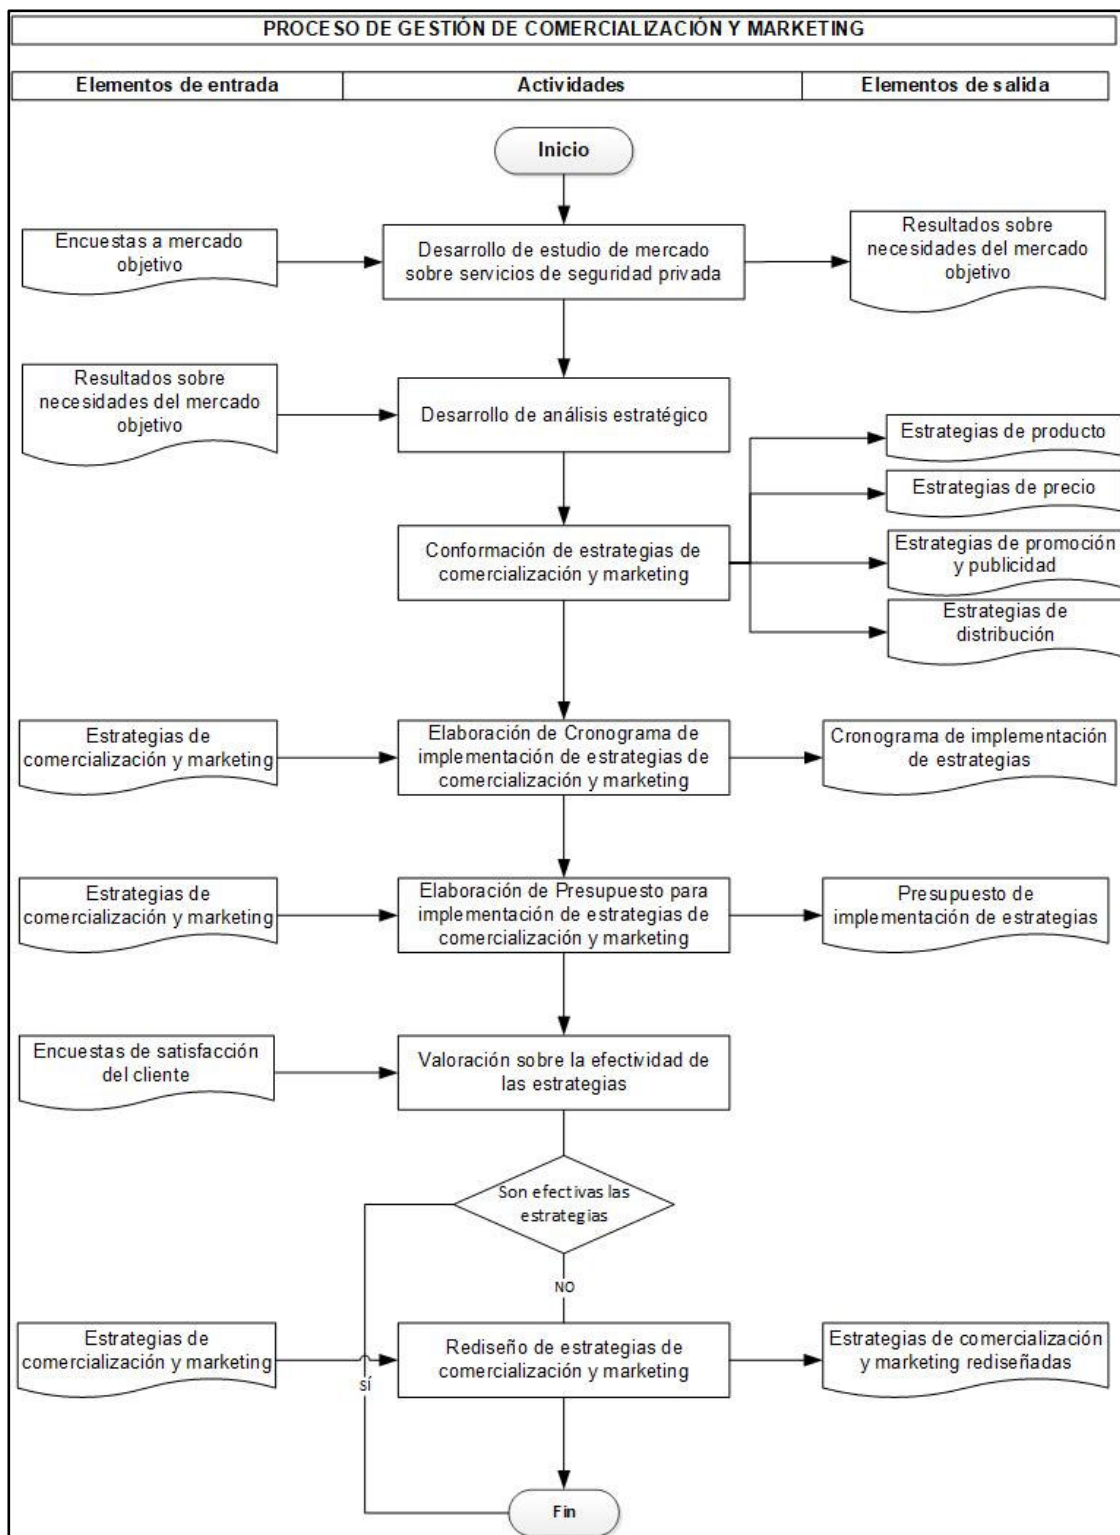 PROCESO DE GESTIÓN DE COMERCIALIZACIÓN Y MARKETING
Elementos de entrada
Actividades
Elementos de salida
Inicio
Encuestas a mercado
objetivo
Desarrollo de estudio de mercado
sobre servicios de seguridad privada
Resultados sobre
necesidades del mercado
objetivo
Resultados sobre
necesidades del mercado
objetivo
Desarrollo de análisis estratégico
Conformación de estrategias de
comercialización y marketing
Estrategias de producto
Estrategias de precio
Estrategias de promoción
y publicidad
Estrategias de
distribución
Estrategias de
comercialización y marketing
Elaboración de Cronograma de
implementación de estrategias de
comercialización y marketing
Cronograma de implementación
de estrategias
Estrategias de
comercialización y marketing
Elaboración de Presupuesto para
implementación de estrategias de
comercialización y marketing
Presupuesto de
implementación de estrategias
Encuestas de satisfacción
del cliente
Valoración sobre la efectividad de
las estrategias
Son efectivas las
estrategias
NO
Estrategias de
comercialización y marketing
SÍ
Rediseño de estrategias de
comercialización y marketing
Estrategias de comercialización
y marketing rediseñadas
Fin